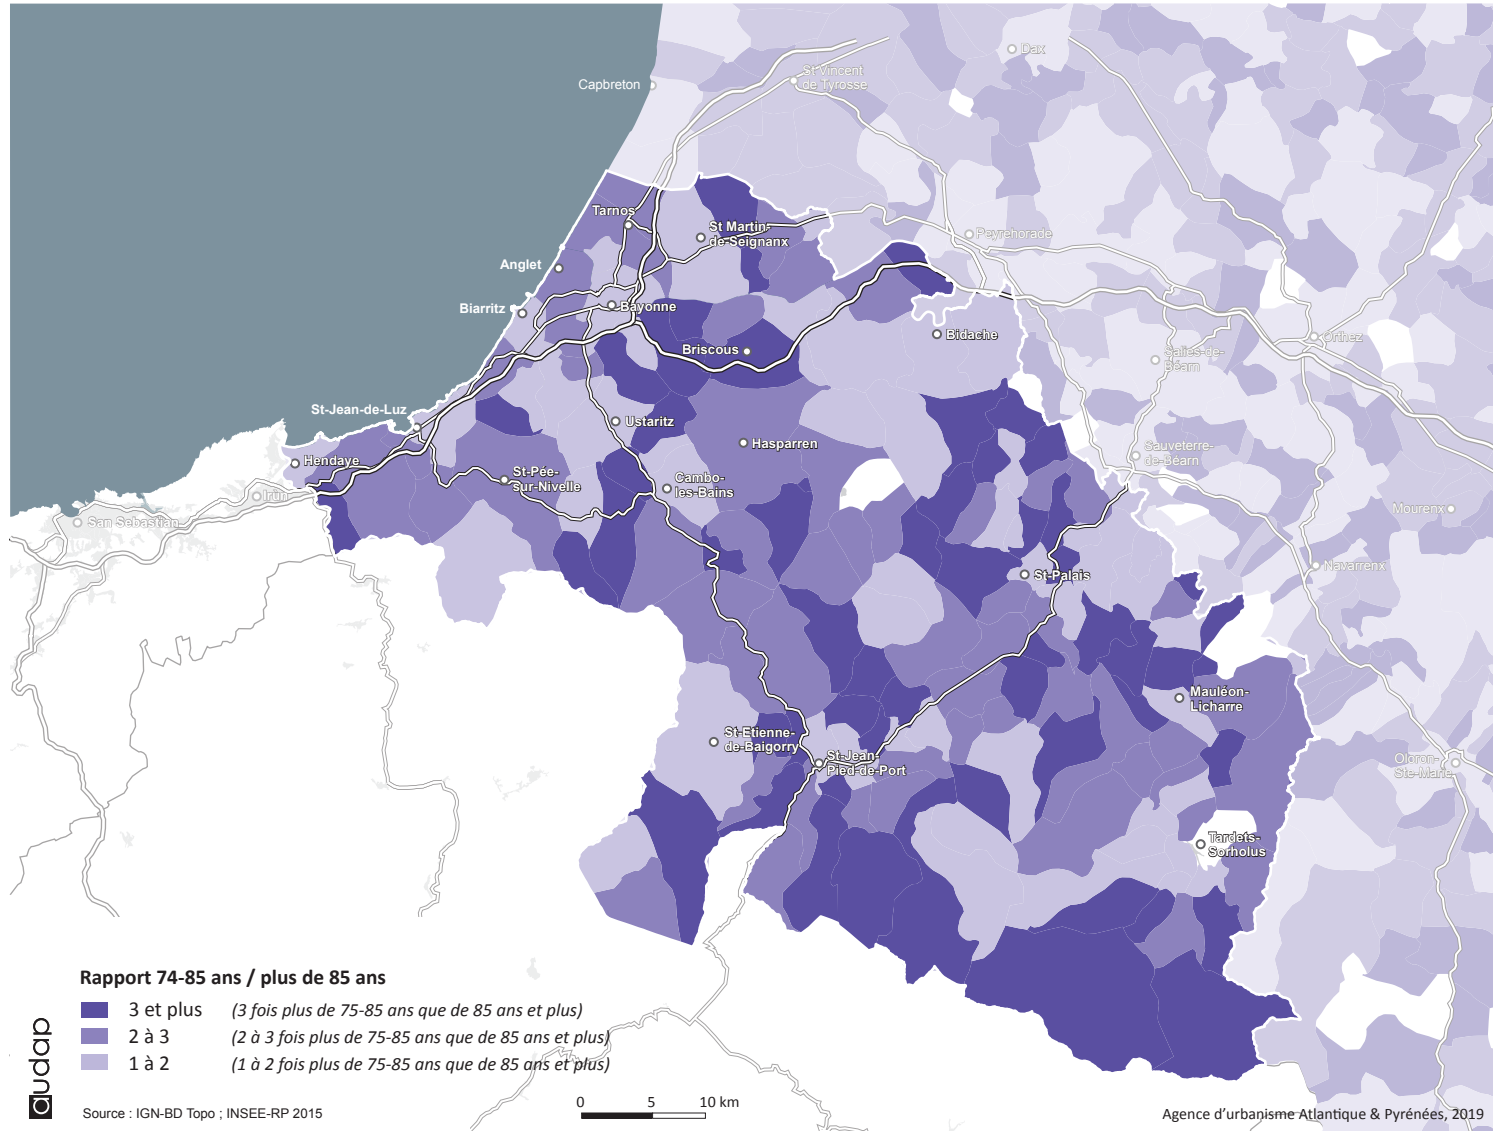 Dax
St Vincent
de Tyrosse
Capbreton
Tarnos
St Martin-
de-Seignanx
Peyrehorade
Anglet
Biarritz
Bayonne
Bidache
Orthez
Briscous
Salies-de-
Béarn
St-Jean-de-Luz
Ustaritz
Hasparren
Sauveterre-
de-Béarn
Hendaye
St-Pée-
sur-Nivelle
Cambo-
les-Bains
Irún
San Sebastian
Mourenx
St-Palais
Navarrenx
Mauléon-
Licharre
St-Etienne-
de-Baigorry
St-Jean-
Pied-de-Port
Oloron-
Ste-Marie
Tardets-
Sorholus
Rapport 74-85 ans / plus de 85 ans
3 et plus (3 fois plus de 75-85 ans que de 85 ans et plus)
2 à 3 (2 à 3 fois plus de 75-85 ans que de 85 ans et plus)
1 à 2 (1 à 2 fois plus de 75-85 ans que de 85 ans et plus)
audap
0 5 10 km
Source : IGN-BD Topo ; INSEE-RP 2015
Agence d'urbanisme Atlantique & Pyrénées, 2019